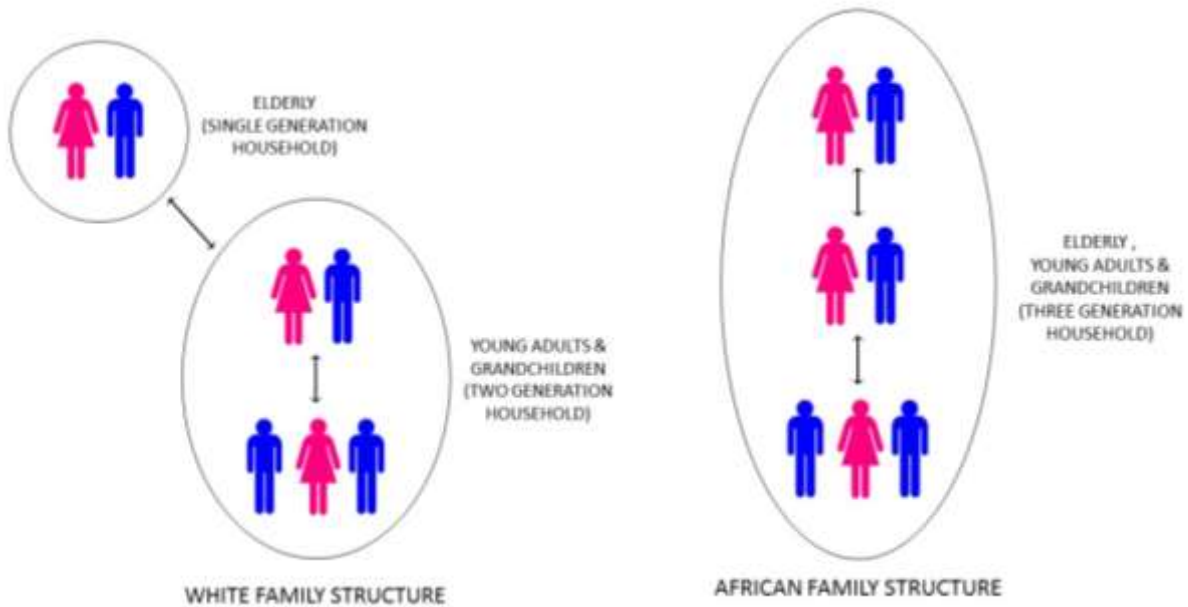 ELDERLY
(SINGLE GENERATION
HOUSEHOLD)
YOUNG ADULTS &
GRANDCHILDREN
(TWO GENERATION
HOUSEHOLD)
WHITE FAMILY STRUCTURE
ELDERLY ,
YOUNG ADULTS &
GRANDCHILDREN
(THREE GENERATION
HOUSEHOLD)
AFRICAN FAMILY STRUCTURE